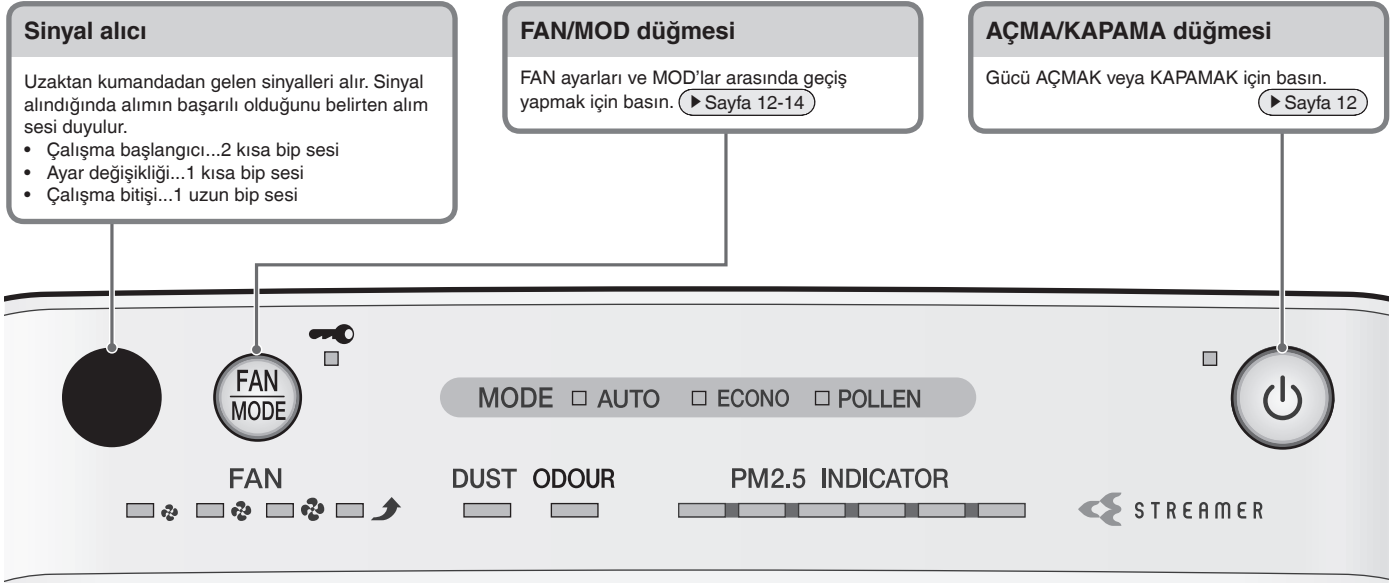 Sinyal alıcı
Uzaktan kumandadan gelen sinyalleri alır. Sinyal
alındığında alımın başarılı olduğunu belirten alım
sesi duyulur.
• Çalışma başlangıcı...2 kısa bip sesi
• Ayar değişikliği...1 kısa bip sesi
• Çalışma bitişi...1 uzun bip sesi
FAN/MOD düğmesi
FAN ayarları ve MOD'lar arasında geçiş
yapmak için basın. Sayfa 12-14
AÇMA/KAPAMA düğmesi
Gücü AÇMAK veya KAPAMAK için basın.
Sayfa 12
FAN
MODE
MODE AUTO ECONO POLLEN
FAN
DUST ODOUR
PM2.5 INDICATOR
STREAMER